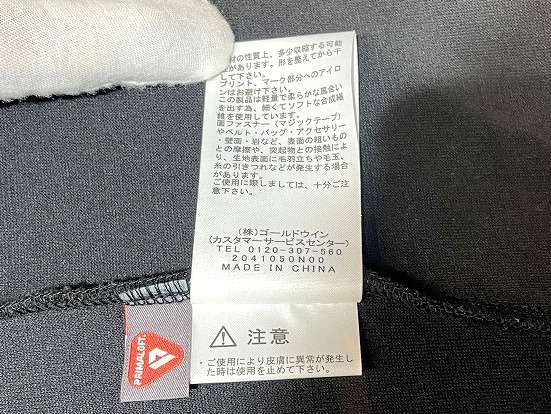 材の性質上、多少収縮する可能
性があります。形を整えてから干
して下さい。
プリント、マーク部分へのアイロ
ンはお避け下さい。
この製品は軽量で柔らかな風合い
を出す為、細くてソフトな合成繊
維を使用しています。
面ファスナー（マジックテープ）
やベルト・バッグ・アクセサリー
・壁面・岩など、表面の粗いもの
との摩擦や、突起物との接触によ
り、生地表面に毛羽立ちや毛玉、
糸の引きつれなどが発生する場合
があります。
ご使用に際しましては、十分ご注
意下さい。
（株）ゴールドウイン
（カスタマーサービスセンター）
TEL 0120-307-560
2041050N00
MADE IN CHINA
注意
・ご使用により皮膚に異常が発生し
た時は使用を止めて下さい。
PRIMALOFT.